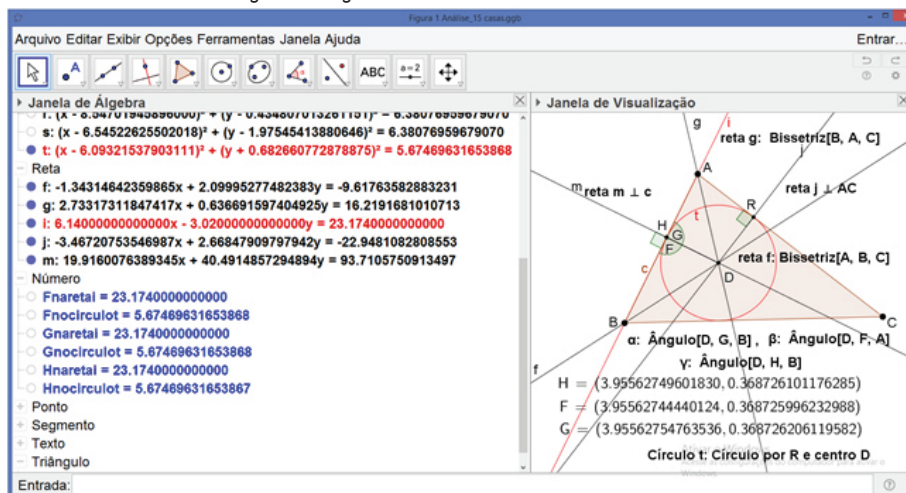 Figura 1 Análise_15 casas.ggb
Arquivo Editar Exibir Opções Ferramentas Janela Ajuda
Entrar...
ABC
a=2
Janela de Álgebra
s: (x - 6.54522625502018)² + (y - 1.97545413880646)² = 6.38076959679070
t: (x - 6.09321537903111)² + (y + 0.682660772878875)² = 5.67469631653868
Reta
f: -1.34314642359865x + 2.09995277482383y = -9.61763582883231
g: 2.73317311847417x + 0.636691597404925y = 16.2191681010713
i: 6.14000000000000x - 3.02000000000000y = 23.1740000000000
j: -3.46720753546987x + 2.66847909797942y = -22.9481082808553
m: 19.9160076389345x + 40.4914857294894y = 93.7105750913497
Número
Fnaretai = 23.1740000000000
Fnocirculot = 5.67469631653868
Gnaretai = 23.1740000000000
Gnocirculot = 5.67469631653868
Hnaretai = 23.1740000000000
Hnocirculot = 5.67469631653867
Ponto
Segmento
Texto
Triângulo
Entrada:
Janela de Visualização
g
i
reta g: Bissetriz[B, A, C]
j
A
m
reta m ⊥ c
R
reta j ⊥ AC
t
H
G
F
c
reta f: Bissetriz[A, B, C]
D
B
C
α: Ângulo[D, G, B] , β: Ângulo[D, F, A]
f
γ: Ângulo[D, H, B]
H = (3.95562749601830, 0.368726101176285)
F = (3.95562744440124, 0.368725996232988)
G = (3.95562754763536, 0.368726206119582)
Círculo t: Círculo por R e centro D